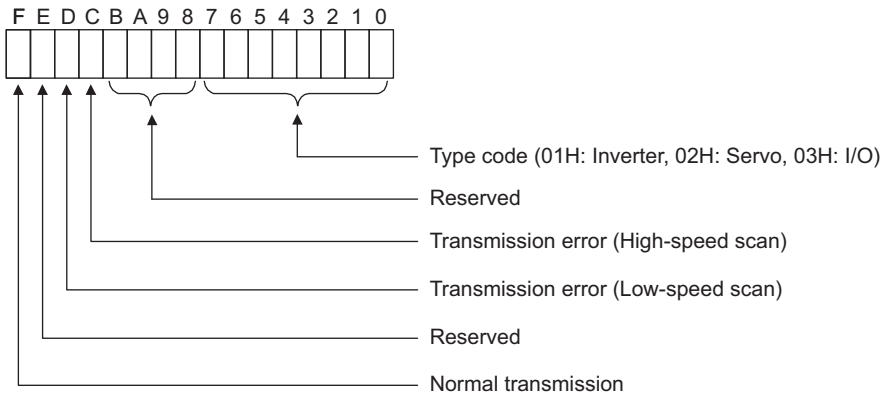 F E D C B A 9 8 7 6 5 4 3 2 1 0
Type code (01H: Inverter, 02H: Servo, 03H: I/O)
Reserved
Transmission error (High-speed scan)
Transmission error (Low-speed scan)
Reserved
Normal transmission